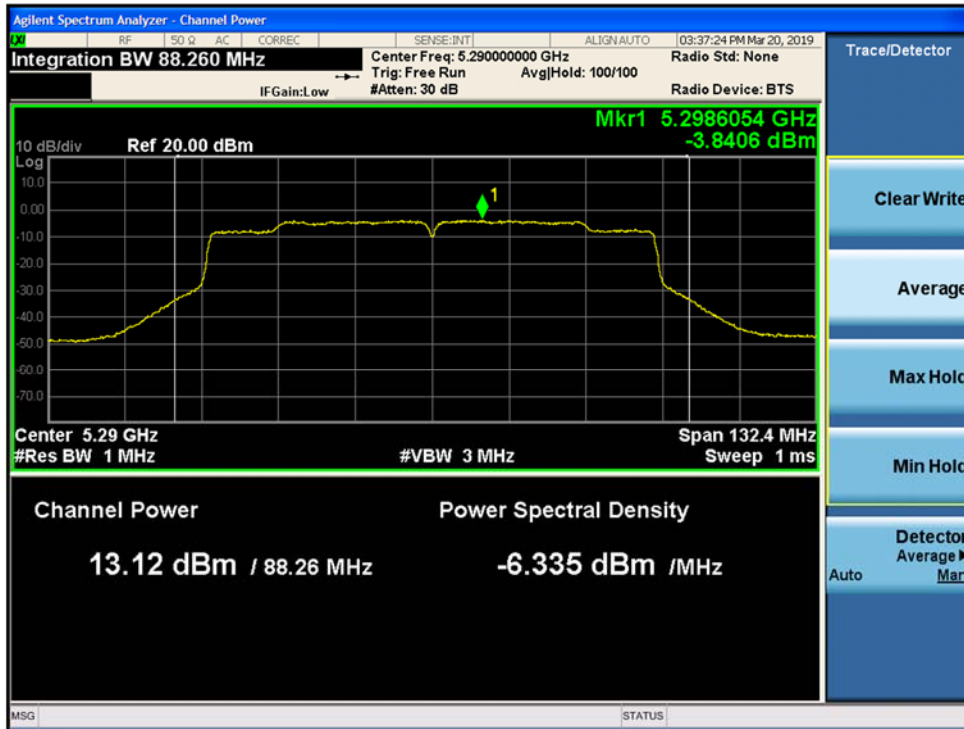 Agilent Spectrum Analyzer - Channel Power
LXI RF 50 Ω AC CORREC SENSE:INT ALIGN AUTO 03:37:24 PM Mar 20, 2019
Integration BW 88.260 MHz
Center Freq: 5.290000000 GHz
Radio Std: None
Trig: Free Run Avg|Hold: 100/100
IFGain:Low
#Atten: 30 dB
Radio Device: BTS
Trace/Detector
Mkr1 5.2986054 GHz
-3.8406 dBm
10 dB/div Ref 20.00 dBm
Log
10.0
0.00
-10.0
-20.0
-30.0
-40.0
-50.0
-60.0
-70.0
1
Center 5.29 GHz
Span 132.4 MHz
#Res BW 1 MHz
#VBW 3 MHz
Sweep 1 ms
Channel Power
Power Spectral Density
13.12 dBm / 88.26 MHz
-6.335 dBm /MHz
Clear Write
Average
Max Hold
Min Hold
Detector
Average
Auto Man
MSG
STATUS